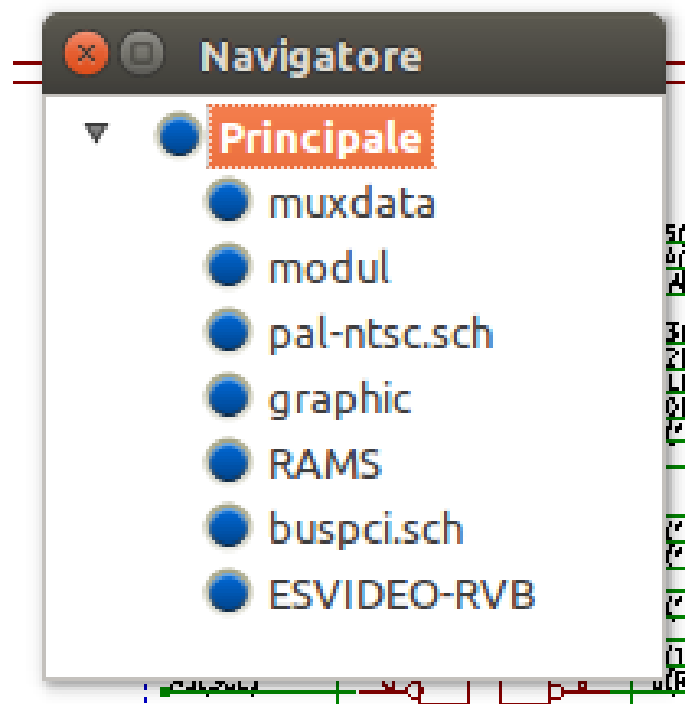 Navigatore
Principale
muxdata
modul
pal-ntsc.sch
graphic
RAMS
buspci.sch
ESVIDEO-RVB